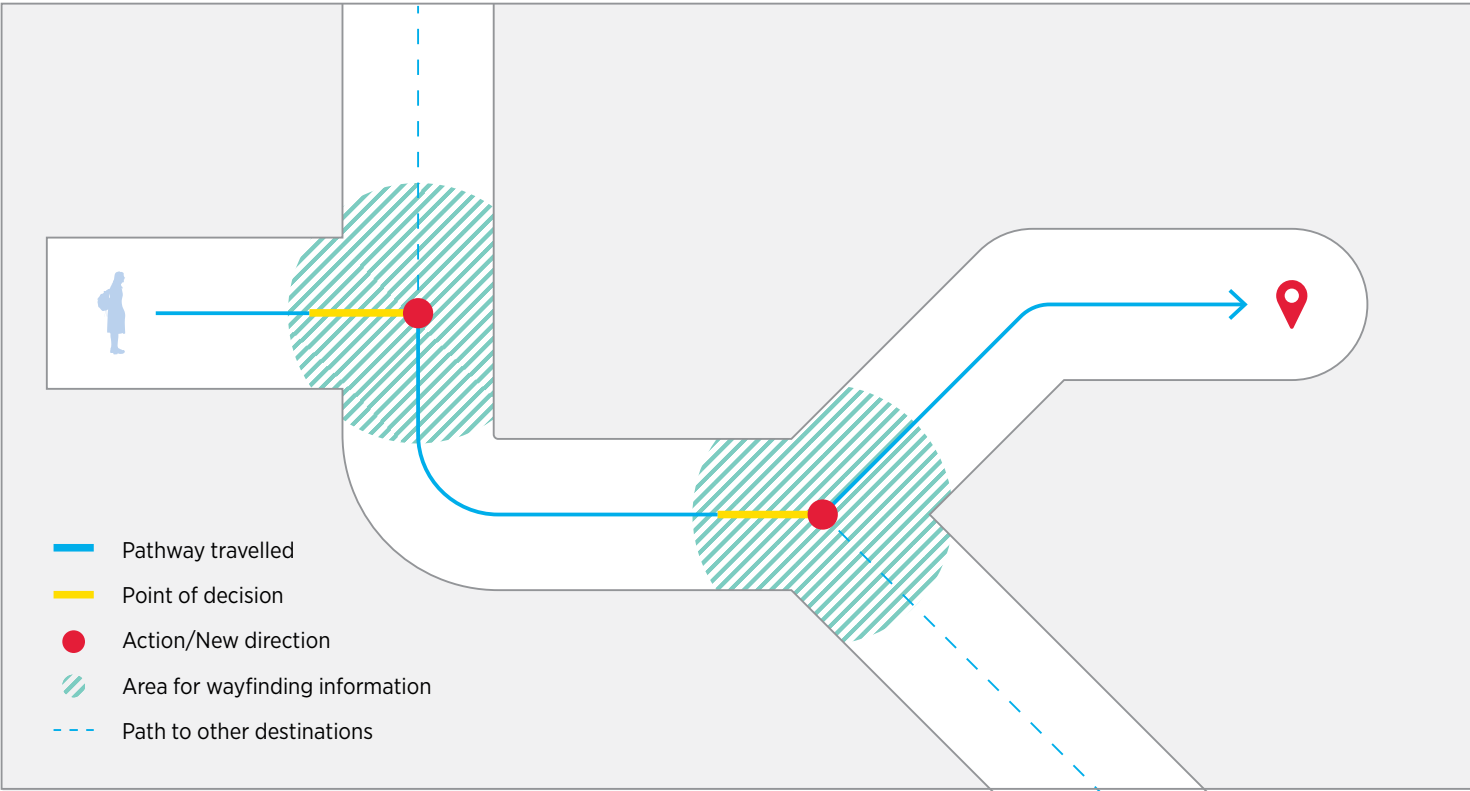 Pathway travelled
Point of decision
Action/New direction
Area for wayfinding information
Path to other destinations